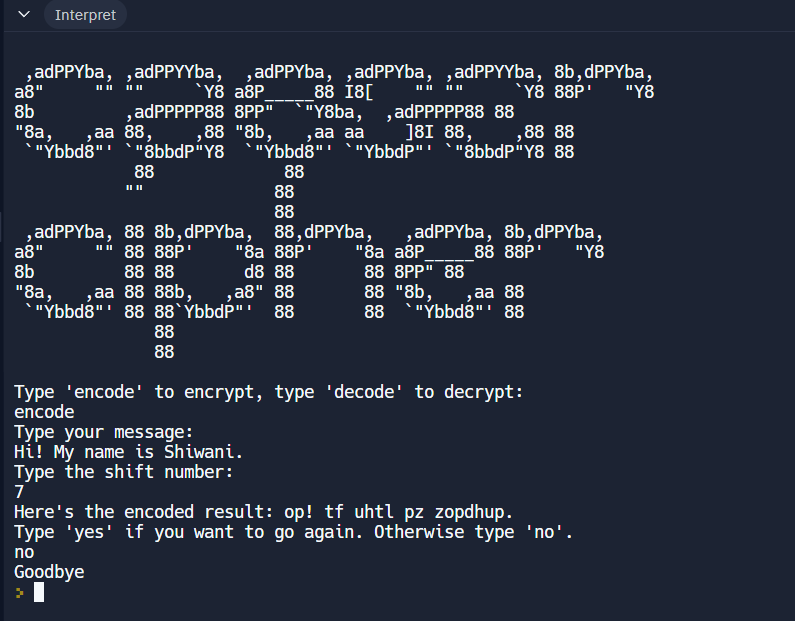 Interpret
 ,adPPYba, ,adPPYYba,  ,adPPYba, ,adPPYba, ,adPPYYba, 8b,dPPYba,
a8"     "" ""     `Y8 a8P_____88 I8[    "" ""     `Y8 88P'   "Y8
8b         ,adPPPPP88 8PP"  `"Y8ba,  ,adPPPPP88 88
"8a,   ,aa 88,    ,88 "8b,   ,aa aa    ]8I 88,    ,88 88
 `"Ybbd8"' `"8bbdP"Y8  `"Ybbd8"' `"YbbdP"' `"8bbdP"Y8 88
            88             88
           ""             88
                          88
 ,adPPYba, 88 8b,dPPYba,  88,dPPYba,   ,adPPYba, 8b,dPPYba,
a8"     "" 88 88P'    "8a 88P'    "8a a8P_____88 88P'   "Y8
8b         88 88       d8 88       88 8PP" 88
"8a,   ,aa 88 88b,   ,a8" 88       88 "8b,   ,aa 88
 `"Ybbd8"' 88 88`YbbdP"'  88       88  `"Ybbd8"' 88
              88
              88
Type 'encode' to encrypt, type 'decode' to decrypt:
encode
Type your message:
Hi! My name is Shiwani.
Type the shift number:
7
Here's the encoded result: op! tf uhtl pz zopdhup.
Type 'yes' if you want to go again. Otherwise type 'no'.
no
Goodbye
>